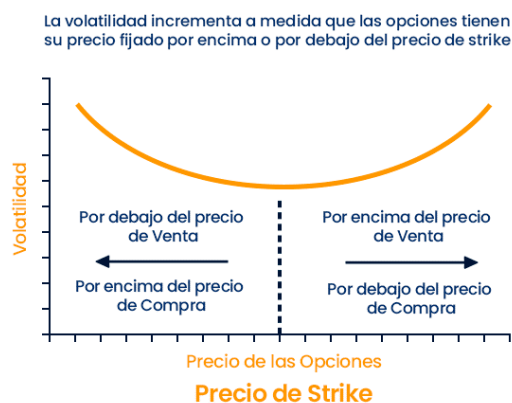 La volatilidad incrementa a medida que las opciones tienen
su precio fijado por encima o por debajo del precio de strike
Volatilidad
Por debajo del precio
de Venta
Por encima del precio
de Compra
Por encima del precio
de Venta
Por debajo del precio
de Compra
Precio de las Opciones
Precio de Strike